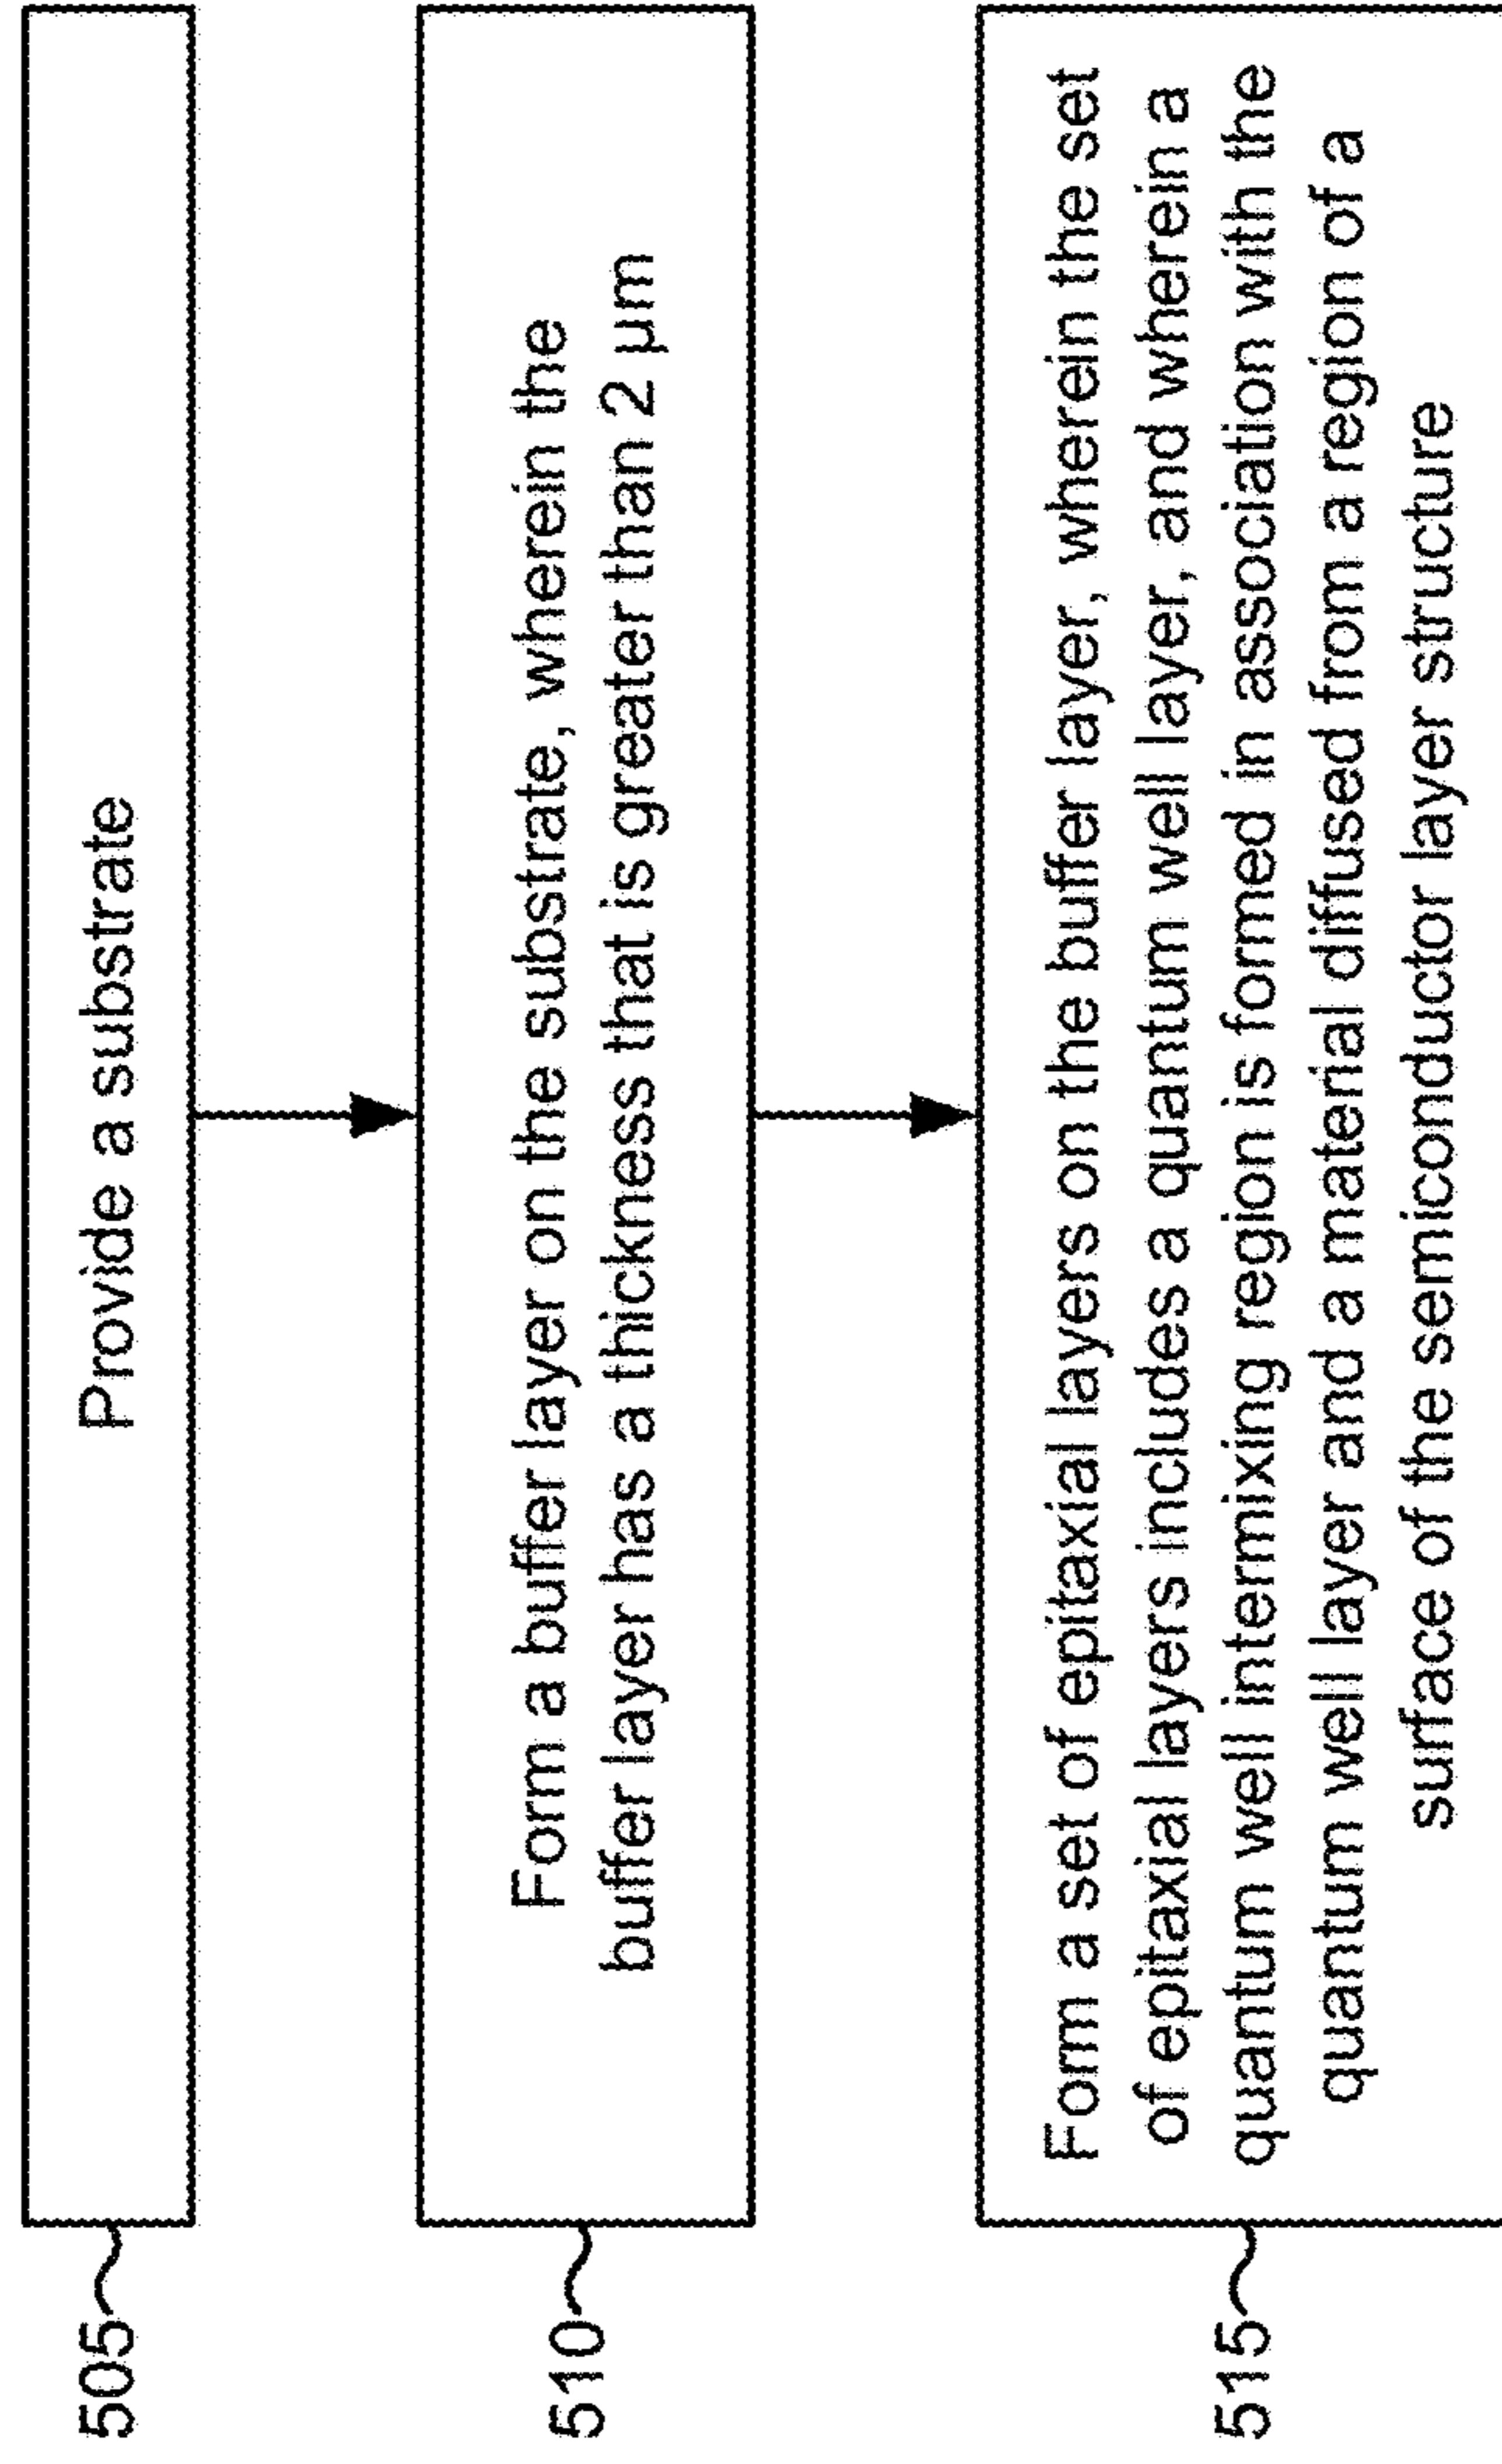 505
Provide a substrate
510
Form a buffer layer on the substrate, wherein the
buffer layer has a thickness that is greater than 2 µm
515
Form a set of epitaxial layers on the buffer layer, wherein the set
of epitaxial layers includes a quantum well layer, and wherein a
quantum well intermixing region is formed in association with the
quantum well layer and a material diffused from a region of a
surface of the semiconductor layer structure